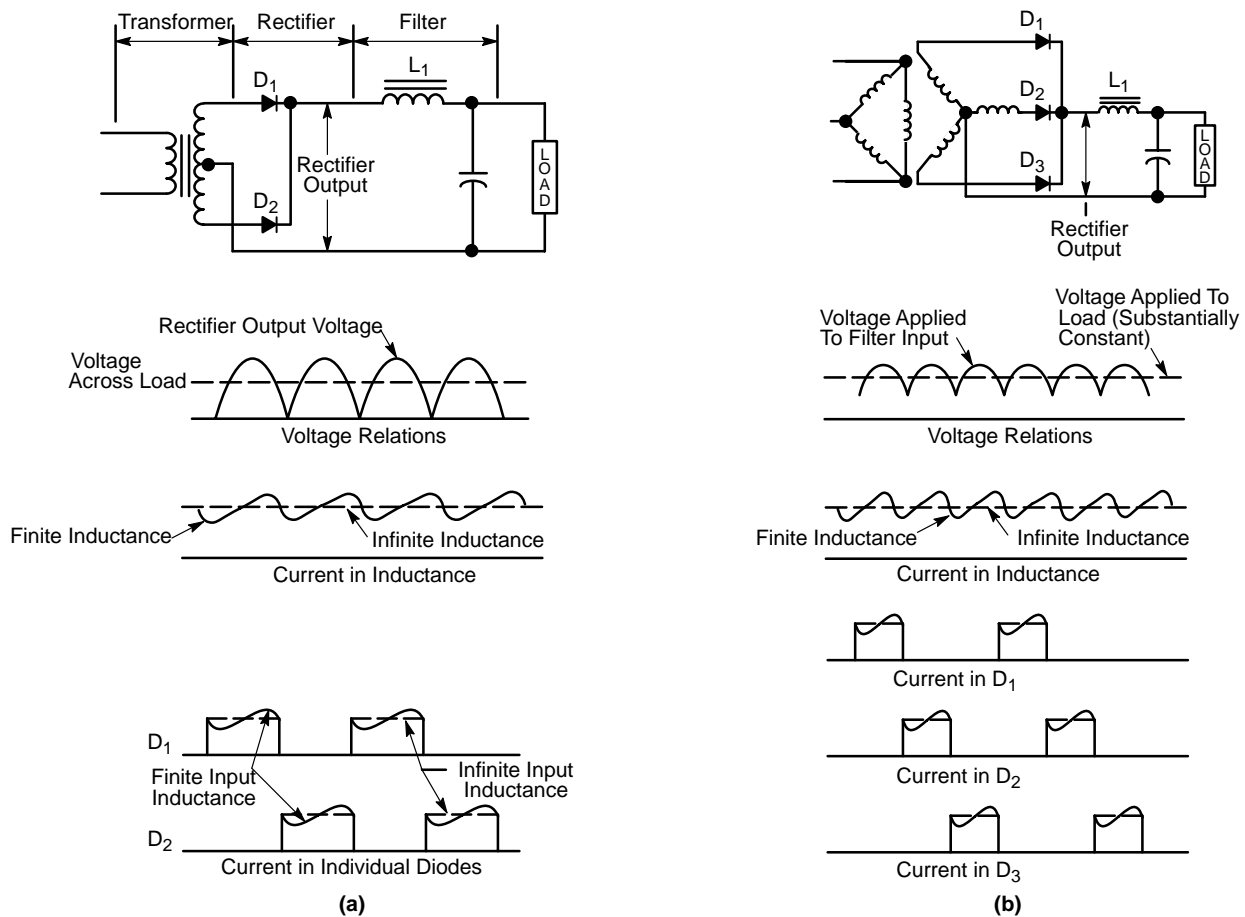 Transformer
Rectifier
Filter
L1
D1
D2
Rectifier
Output
LOAD
Rectifier Output Voltage
Voltage
Across Load
Voltage Relations
Finite Inductance
Infinite Inductance
Current in Inductance
D1
Finite Input
Inductance
Infinite Input
Inductance
D2
Current in Individual Diodes
(a)
D1
D2
L1
D3
LOAD
Rectifier
Output
Voltage Applied
To Filter Input
Voltage Applied To
Load (Substantially
Constant)
Voltage Relations
Finite Inductance
Infinite Inductance
Current in Inductance
Current in D1
Current in D2
Current in D3
(b)